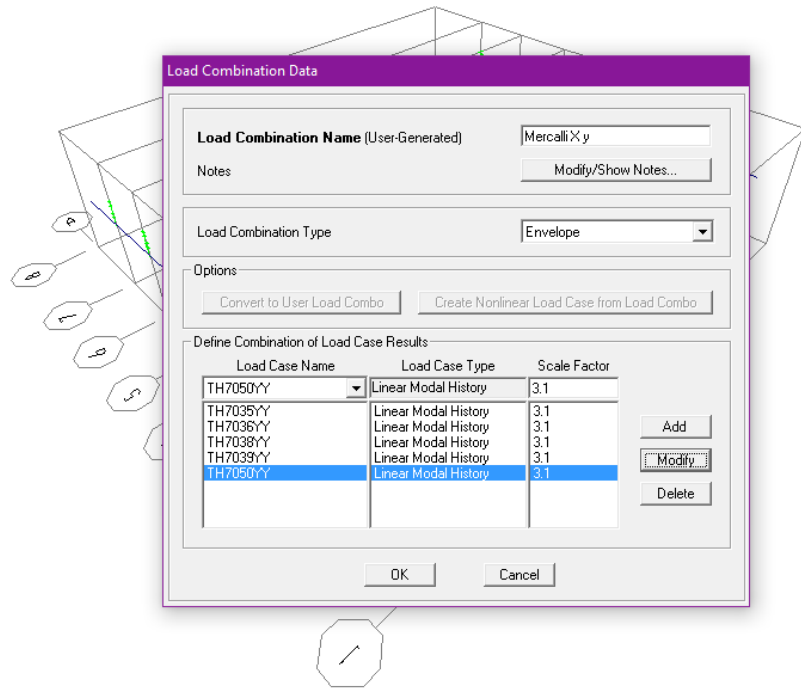 Load Combination Data
Load Combination Name (User-Generated) Mercalli X y
Notes Modify/Show Notes...
Load Combination Type Envelope
Options
Convert to User Load Combo Create Nonlinear Load Case from Load Combo
Define Combination of Load Case Results
Load Case Name Load Case Type Scale Factor
TH7050YY Linear Modal History 3.1
TH7035YY Linear Modal History 3.1
TH7036YY Linear Modal History 3.1
TH7038YY Linear Modal History 3.1
TH7039YY Linear Modal History 3.1
TH7050YY Linear Modal History 3.1
Add
Modify
Delete
OK Cancel